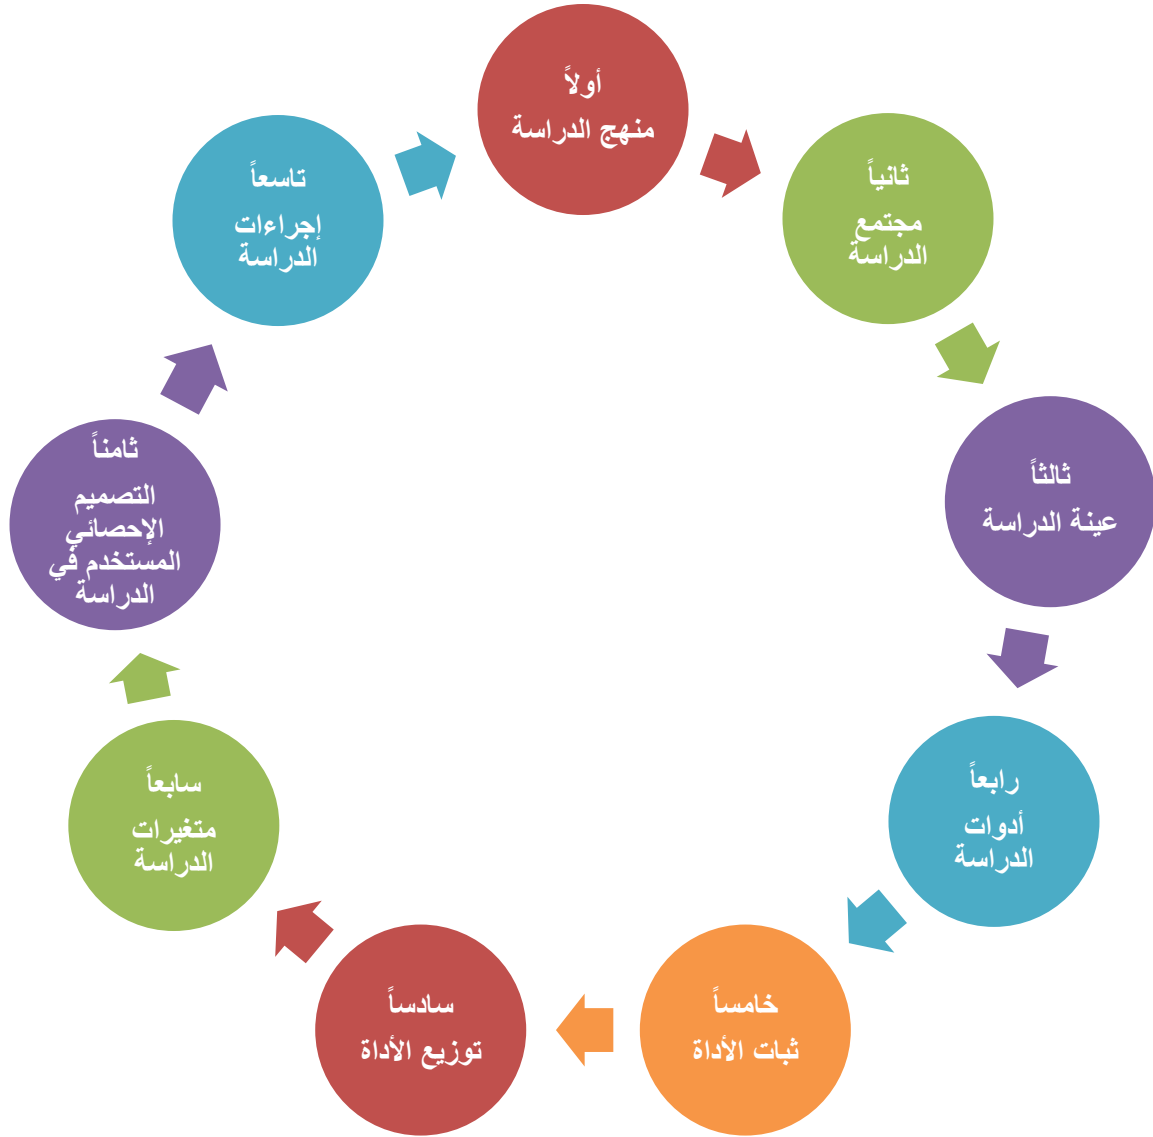 أولاً
منهج الدراسة
ثانياً
مجتمع
الدراسة
ثالثاً
عينة الدراسة
رابعاً
أدوات
الدراسة
خامساً
ثبات الأداة
سادساً
توزيع الأداة
سابعاً
متغيرات
الدراسة
ثامناً
التصميم
الإحصائي
المستخدم في
الدراسة
تاسعاً
إجراءات
الدراسة